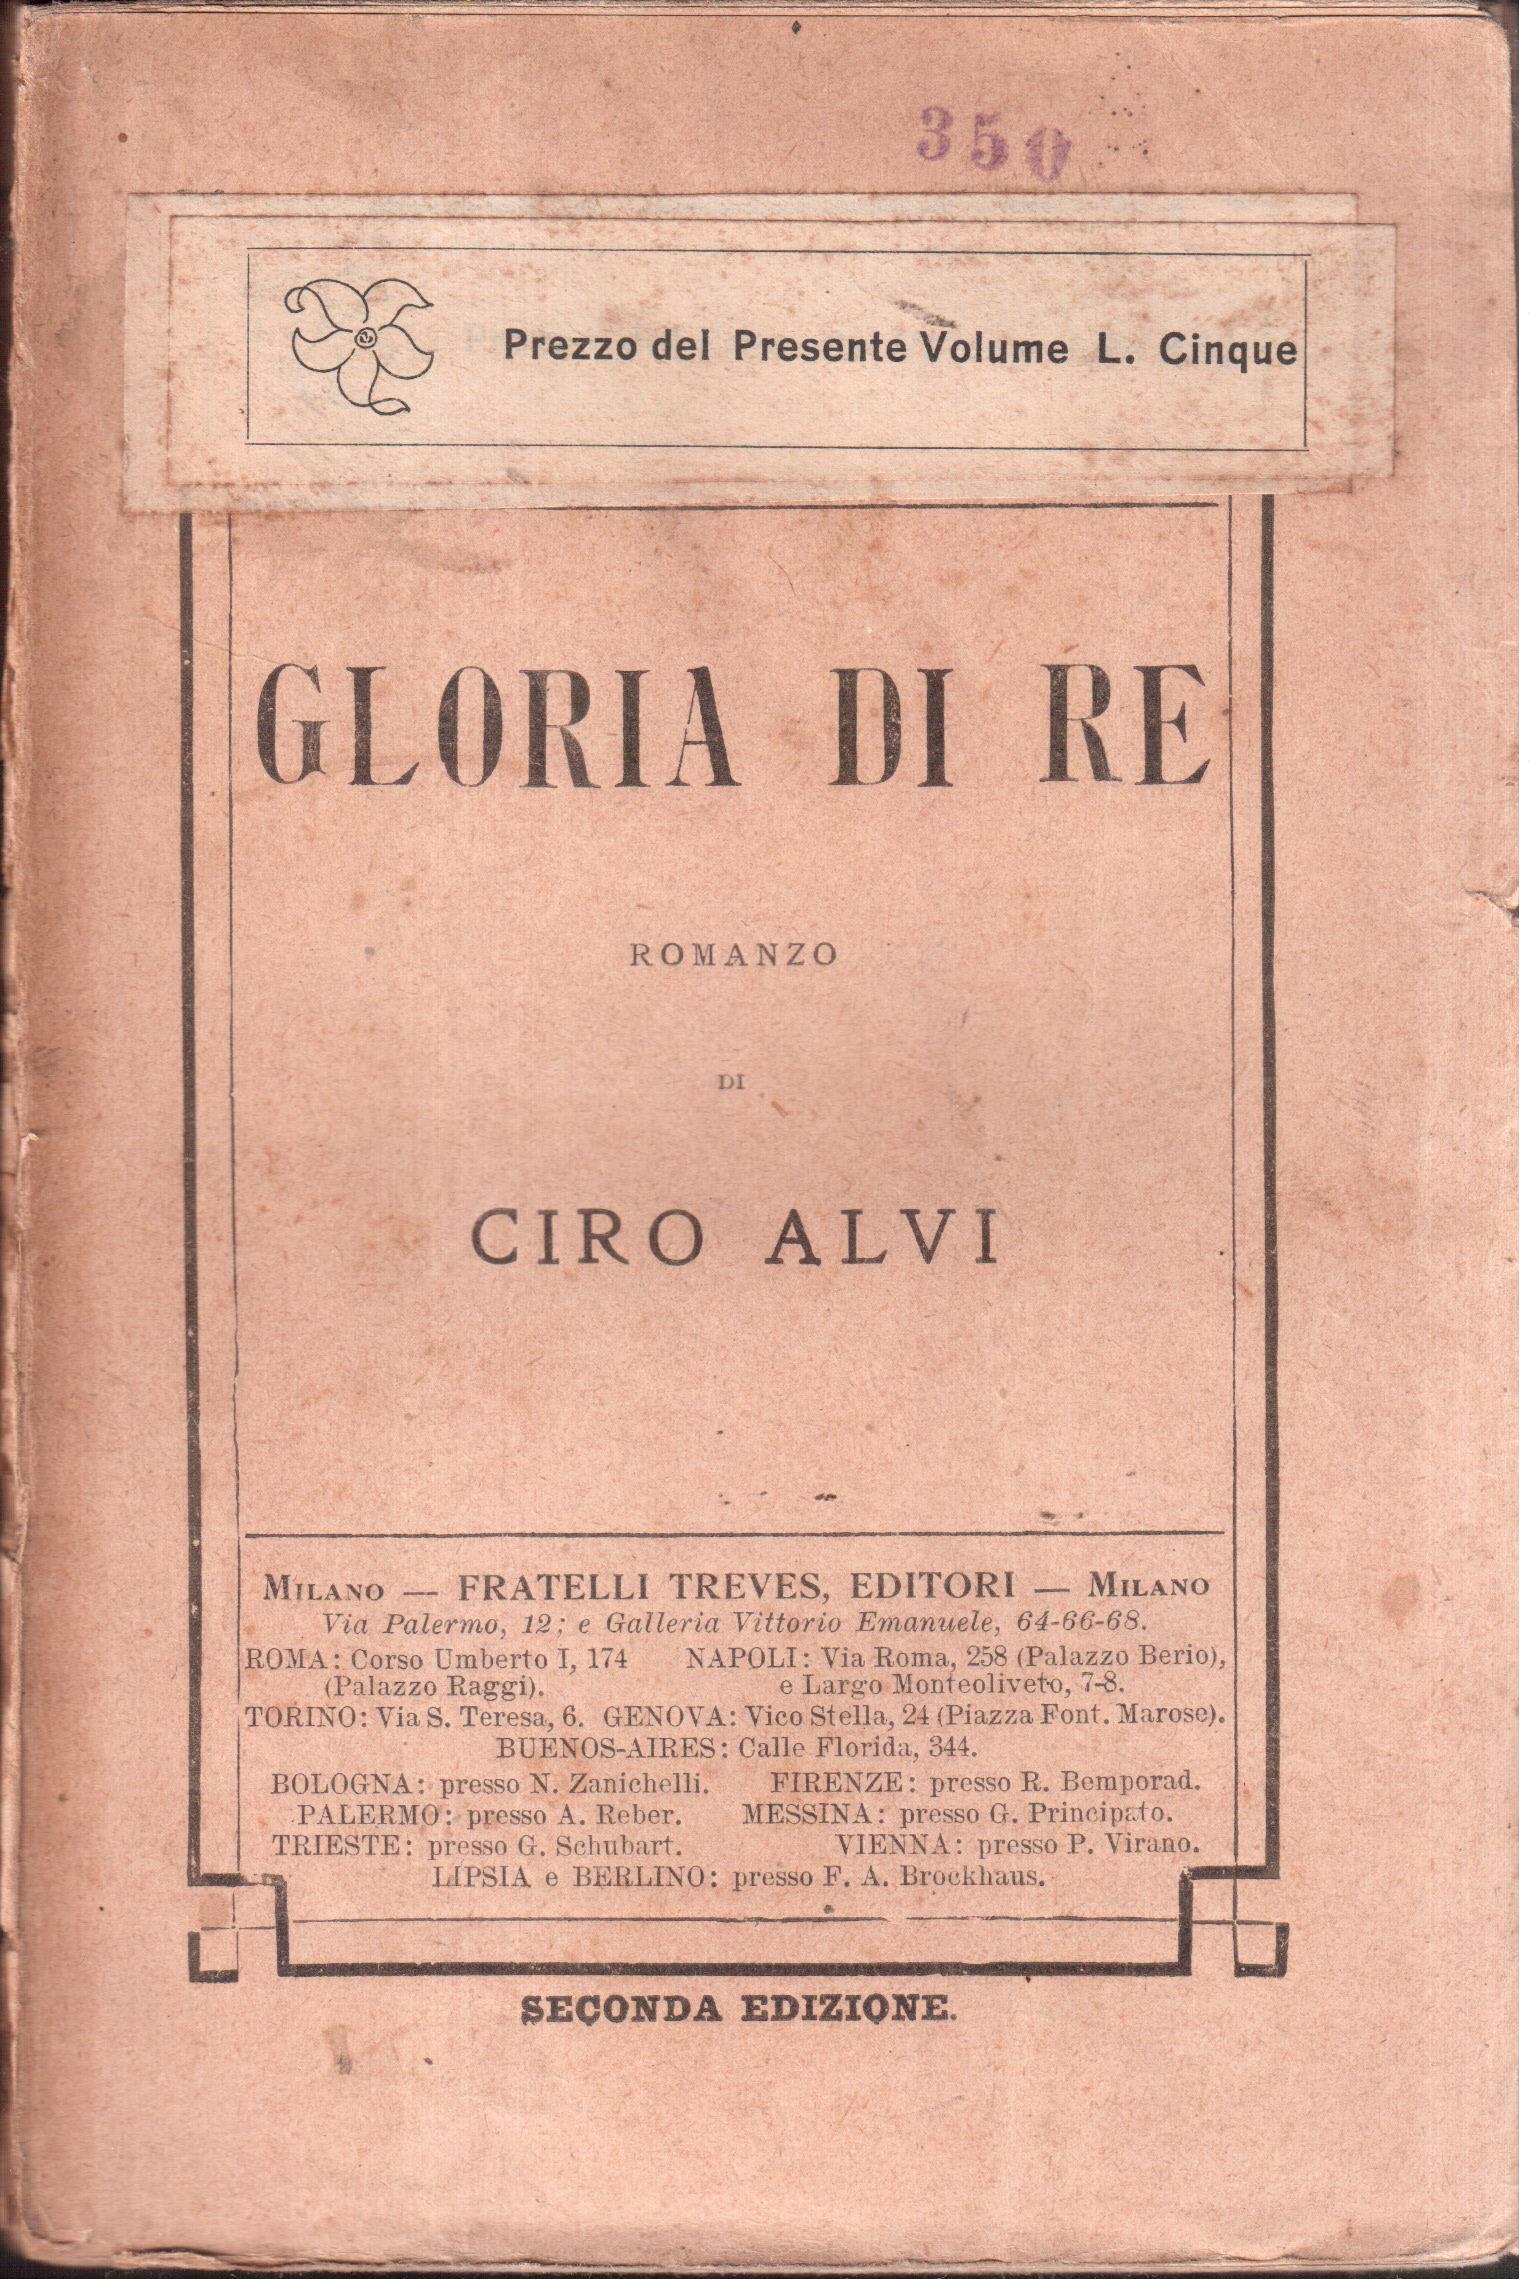 350
Prezzo del Presente Volume L. Cinque
GLORIA DI RE
ROMANZO
DI
CIRO ALVI
MILANO — FRATELLI TREVES, EDITORI — MILANO
Via Palermo, 12; e Galleria Vittorio Emanuele, 64-66-68.
ROMA: Corso Umberto I, 174 NAPOLI: Via Roma, 258 (Palazzo Berio),
(Palazzo Raggi). e Largo Monteoliveto, 7-8.
TORINO: Via S. Teresa, 6. GENOVA: Vico Stella, 24 (Piazza Font. Marose).
BUENOS-AIRES: Calle Florida, 344.
BOLOGNA: presso N. Zanichelli. FIRENZE: presso R. Bemporad.
PALERMO: presso A. Reber. MESSINA: presso G. Principato.
TRIESTE: presso G. Schubart. VIENNA: presso P. Virano.
LIPSIA e BERLINO: presso F. A. Brockhaus.
SECONDA EDIZIONE.